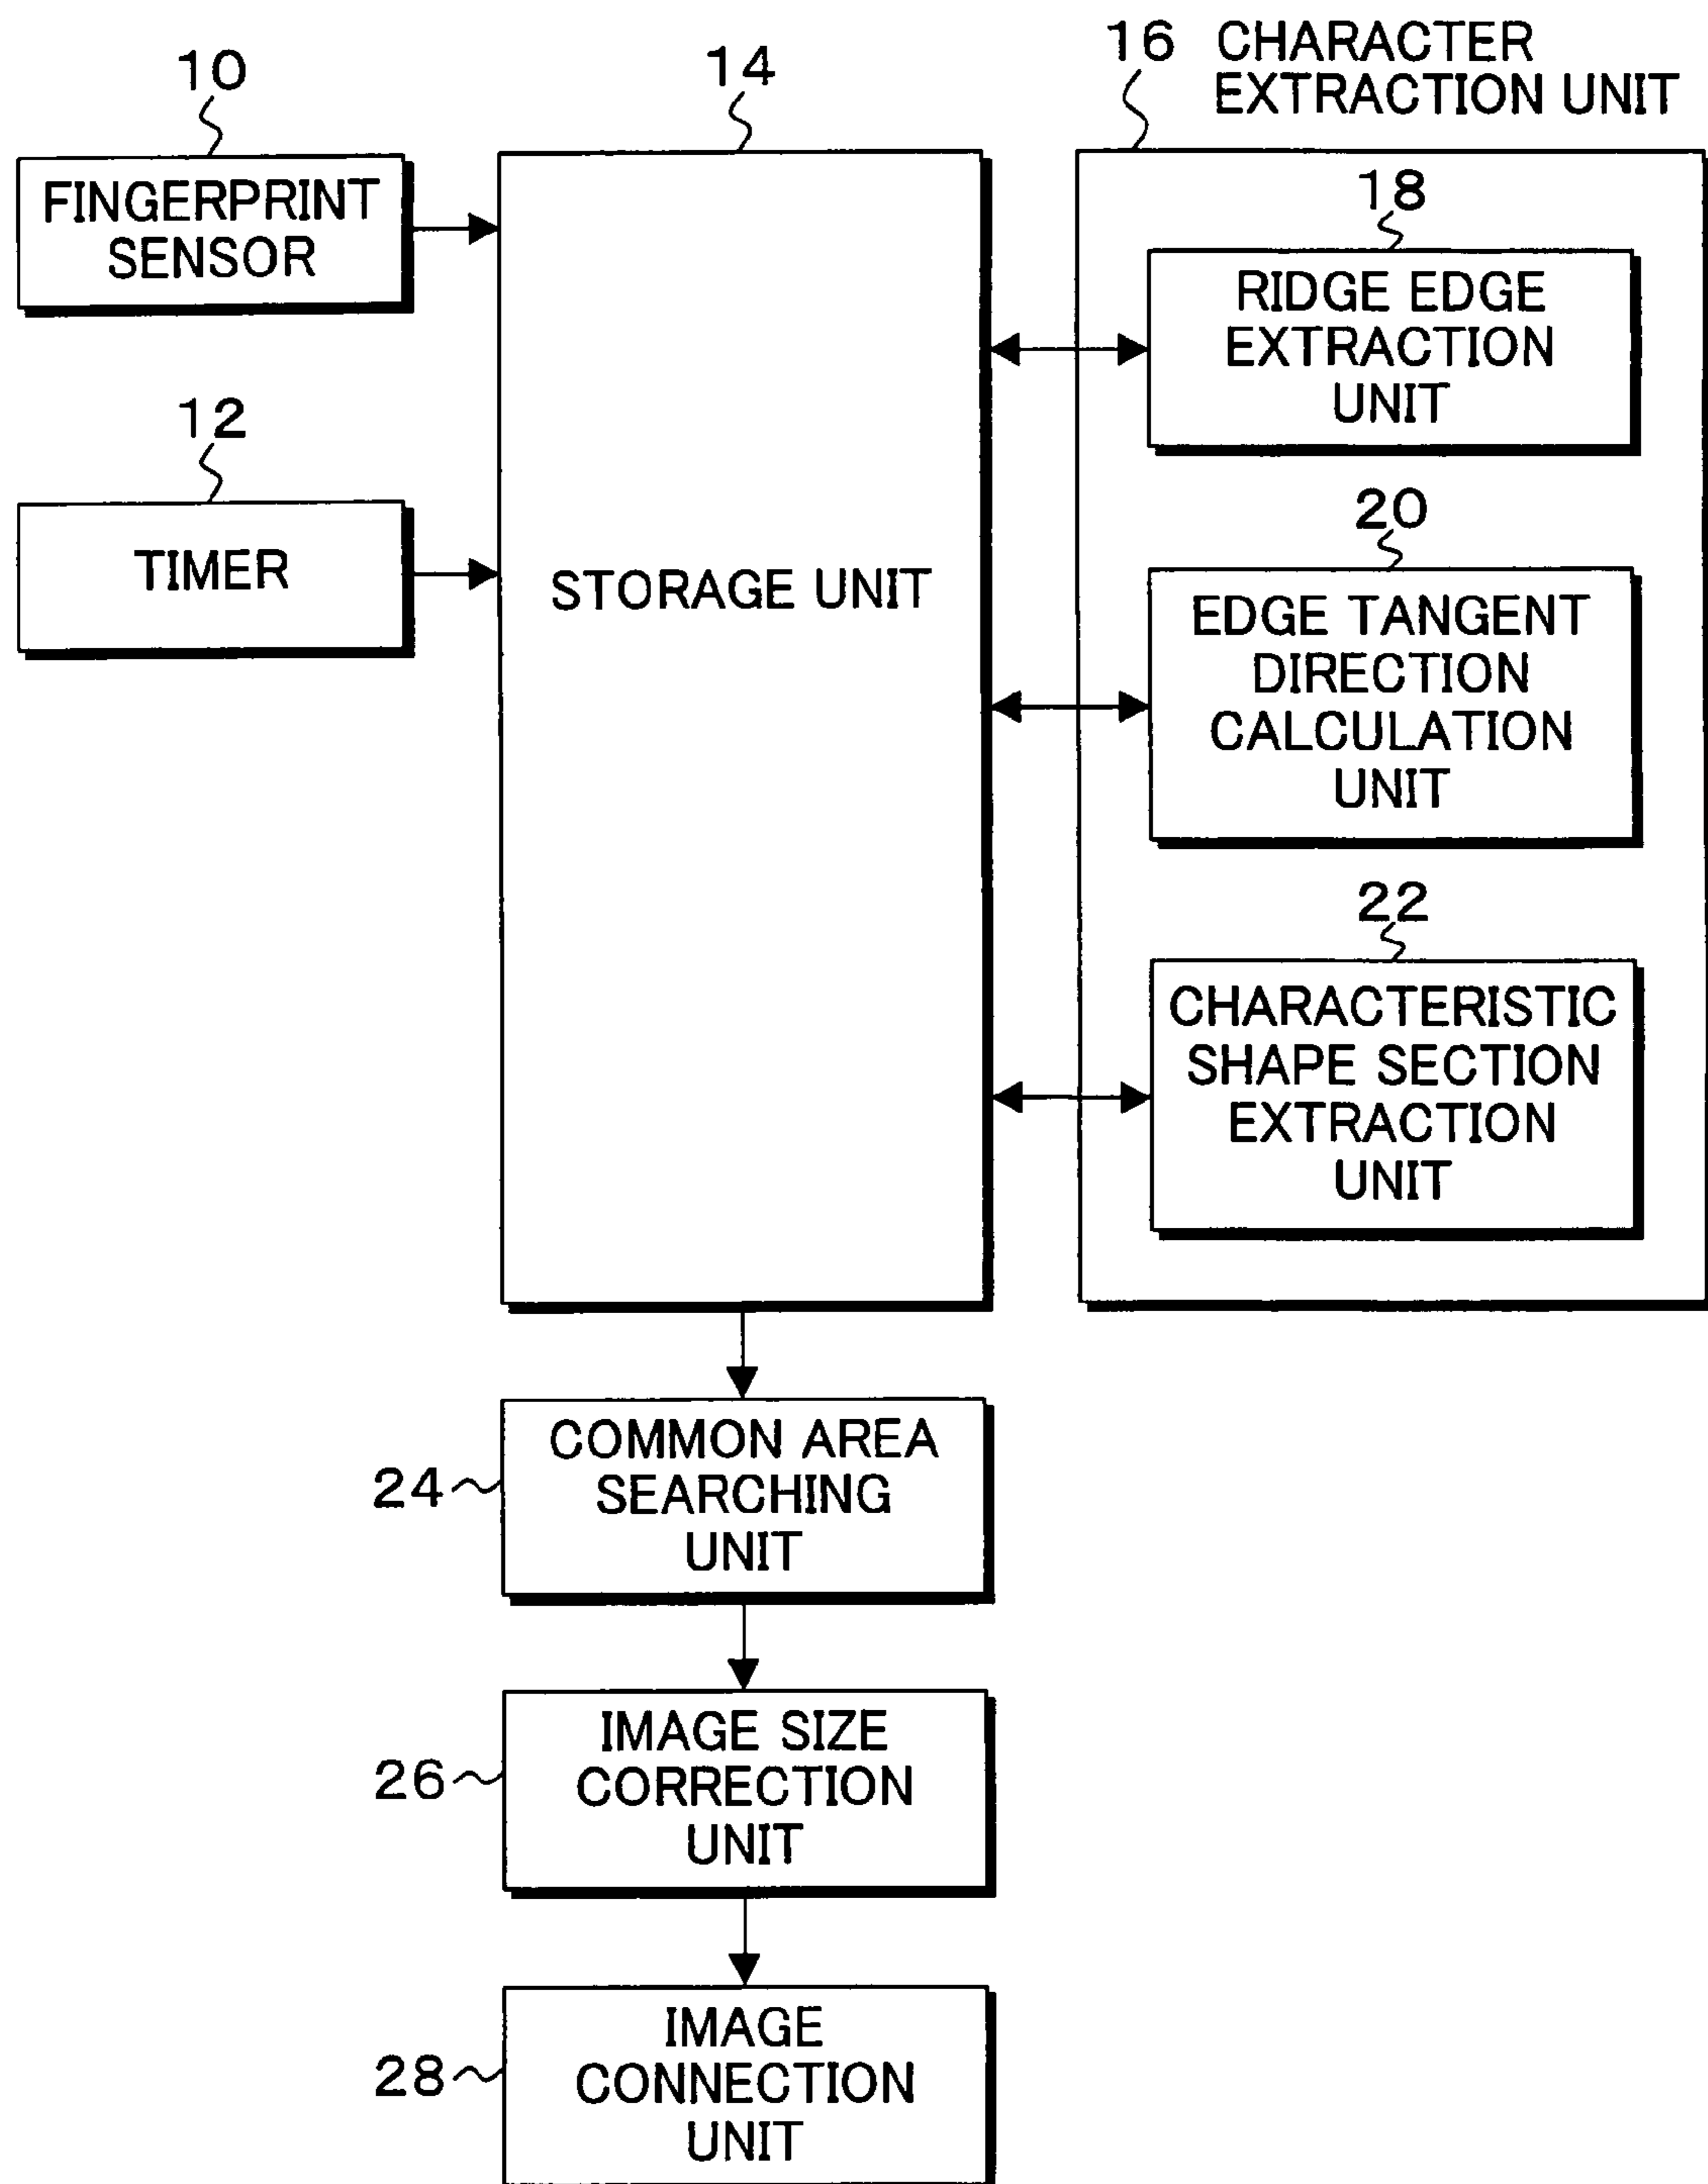 10
FINGERPRINT
SENSOR
12
TIMER
14
STORAGE UNIT
16 CHARACTER
EXTRACTION UNIT
18
RIDGE EDGE
EXTRACTION
UNIT
20
EDGE TANGENT
DIRECTION
CALCULATION
UNIT
22
CHARACTERISTIC
SHAPE SECTION
EXTRACTION
UNIT
24
COMMON AREA
SEARCHING
UNIT
26
IMAGE SIZE
CORRECTION
UNIT
28
IMAGE
CONNECTION
UNIT